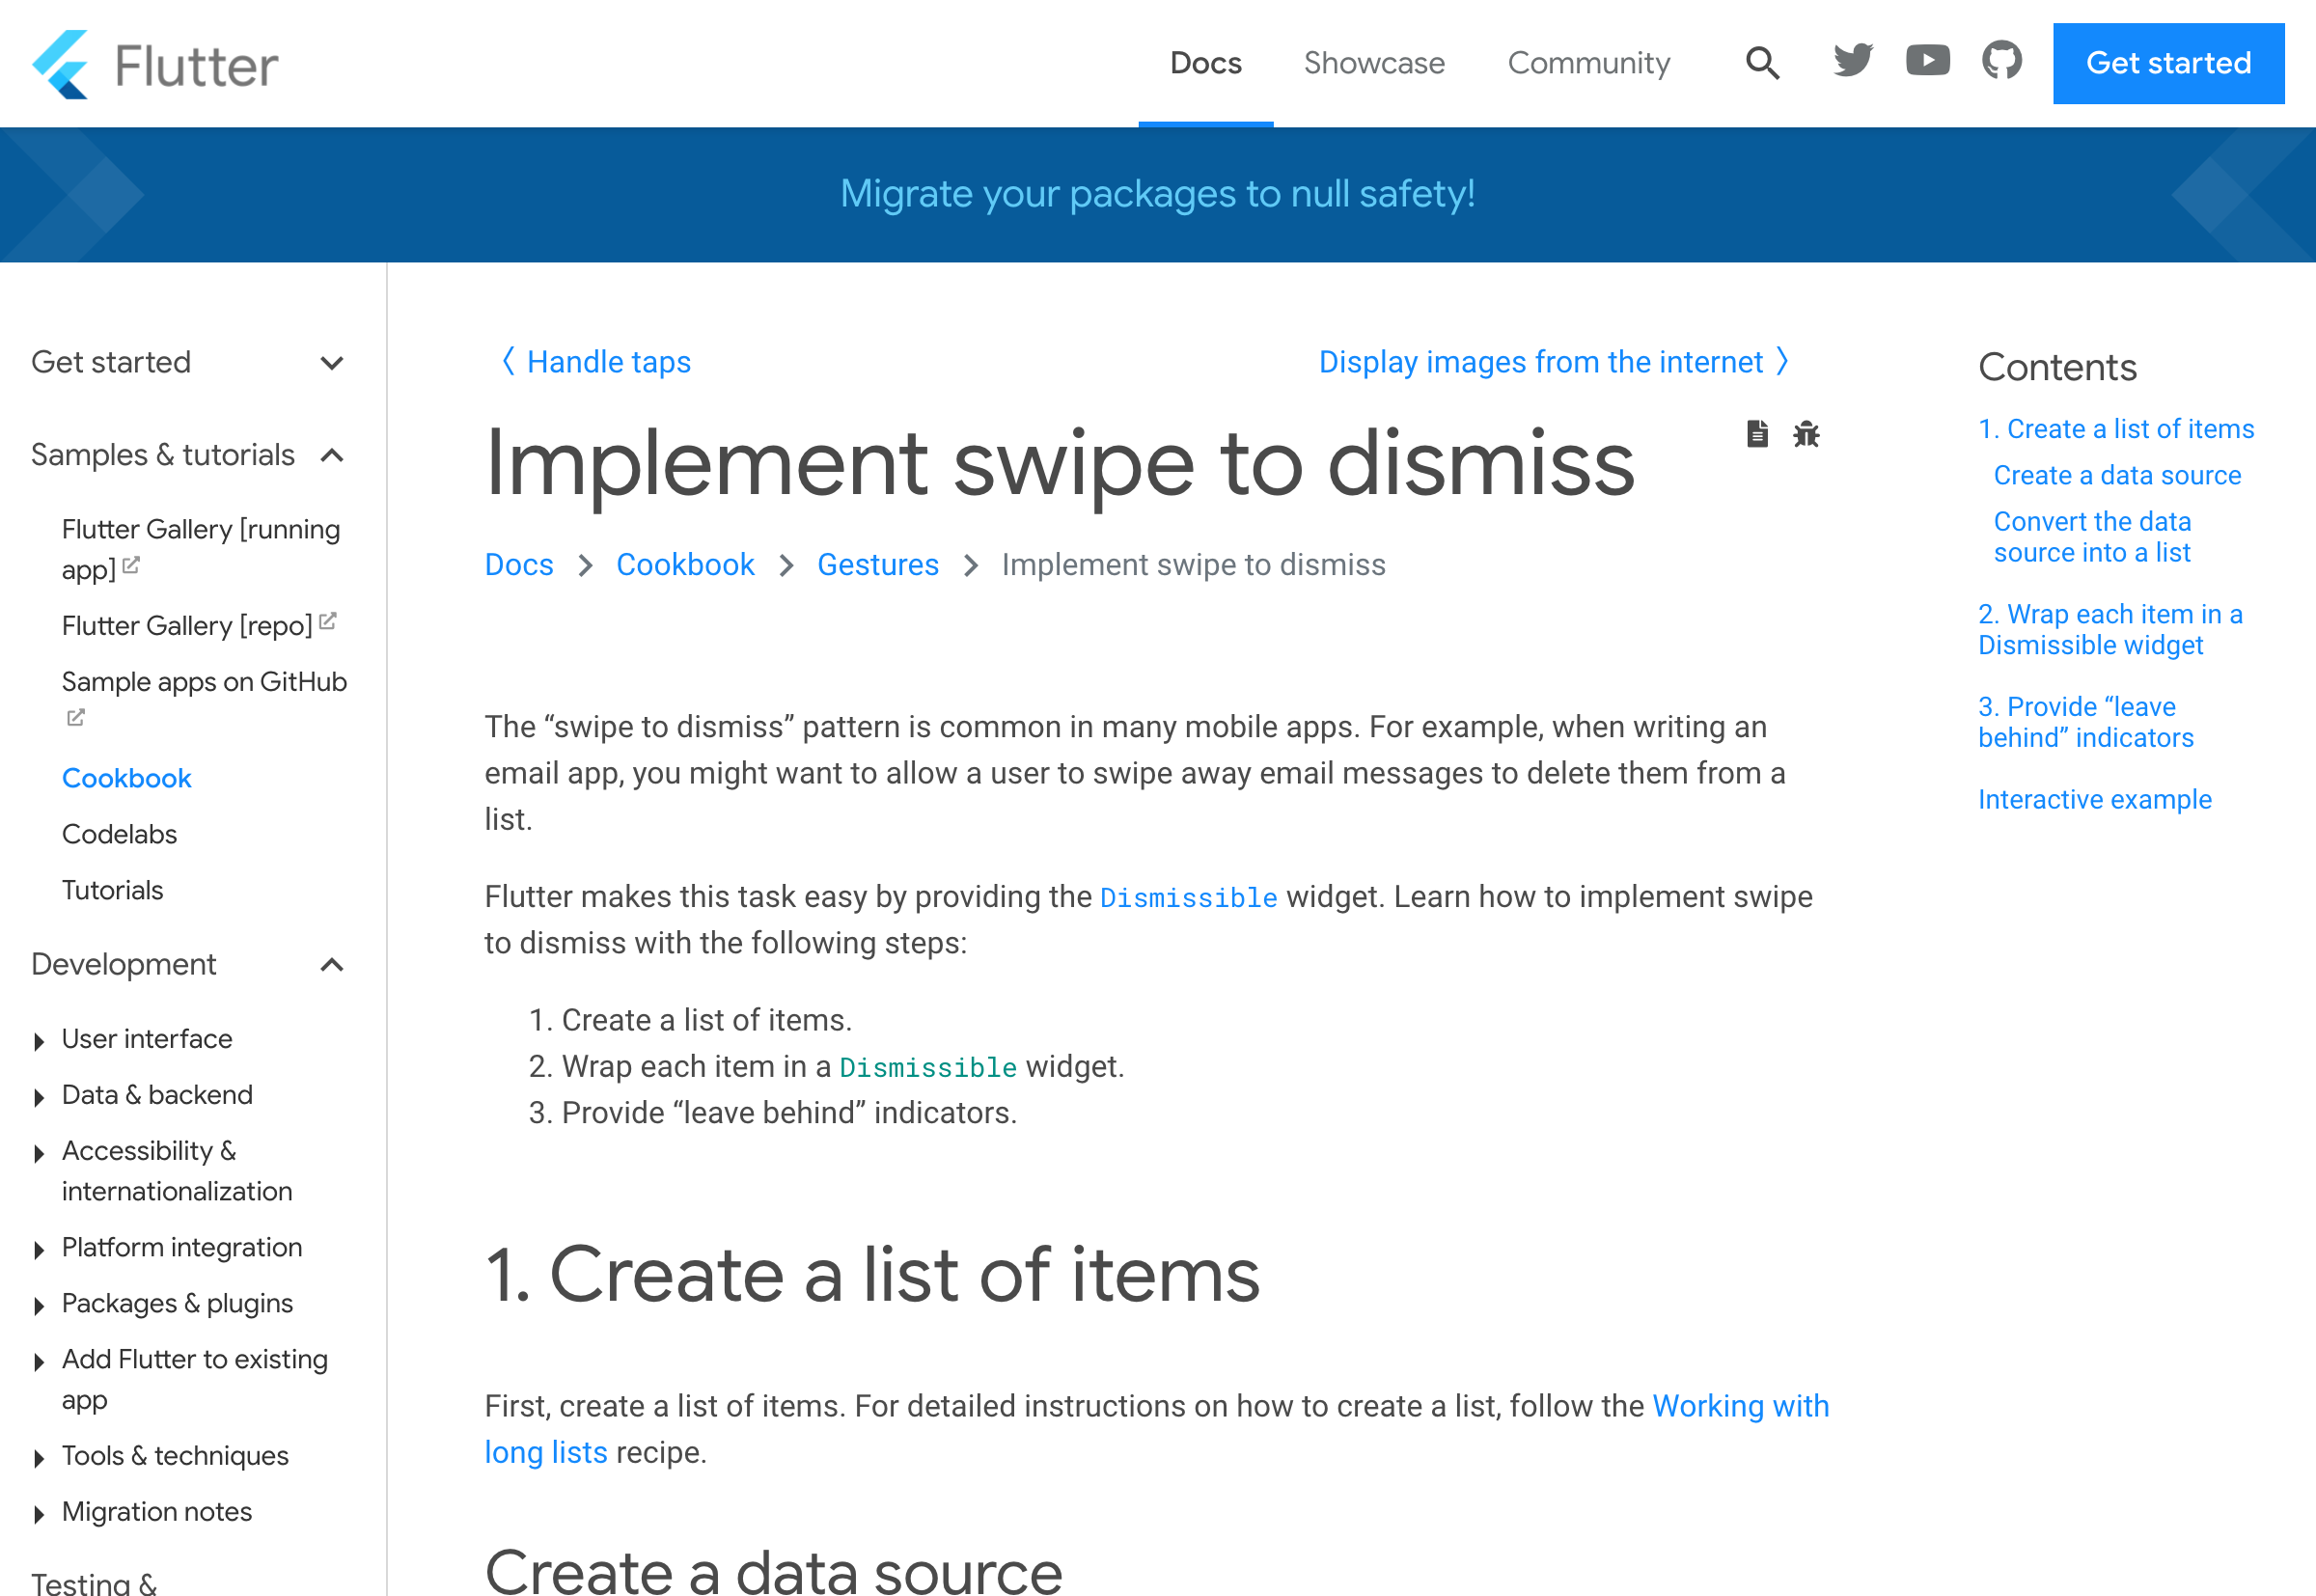 Flutter
Docs
Showcase
Community
Get started
Migrate your packages to null safety!
Get started
Samples & tutorials
Flutter Gallery [running
app]
Flutter Gallery [repo]
Sample apps on GitHub
Cookbook
Codelabs
Tutorials
Development
User interface
Data & backend
Accessibility &
internationalization
Platform integration
Packages & plugins
Add Flutter to existing
app
Tools & techniques
Migration notes
Testing &
〈 Handle taps
Display images from the internet 〉
Implement swipe to dismiss
Docs > Cookbook > Gestures > Implement swipe to dismiss
The “swipe to dismiss” pattern is common in many mobile apps. For example, when writing an
email app, you might want to allow a user to swipe away email messages to delete them from a
list.
Flutter makes this task easy by providing the Dismissible widget. Learn how to implement swipe
to dismiss with the following steps:
1. Create a list of items.
2. Wrap each item in a Dismissible widget.
3. Provide “leave behind” indicators.
1. Create a list of items
First, create a list of items. For detailed instructions on how to create a list, follow the Working with
long lists recipe.
Create a data source
Contents
1. Create a list of items
Create a data source
Convert the data
source into a list
2. Wrap each item in a
Dismissible widget
3. Provide “leave
behind” indicators
Interactive example